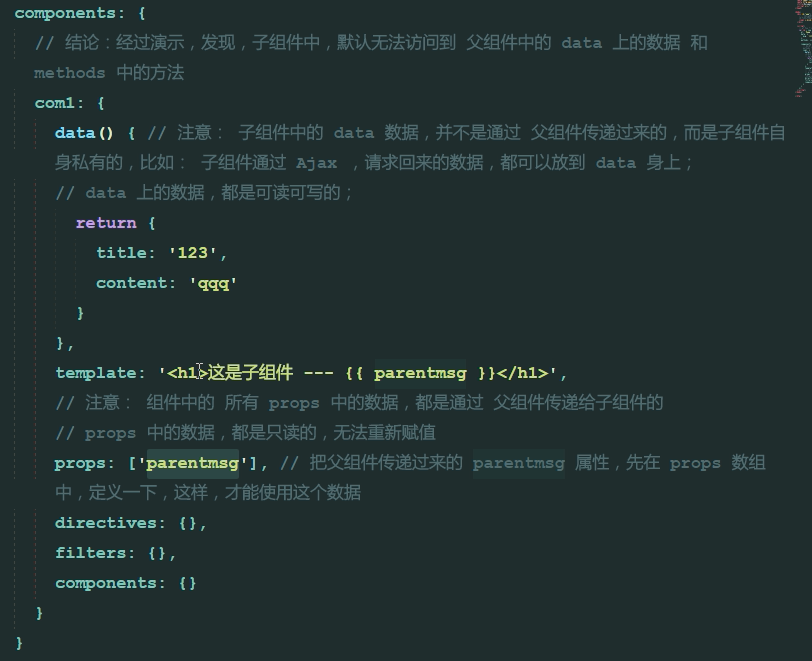 components: {
// 结论：经过演示，发现，子组件中，默认无法访问到 父组件中的 data 上的数据 和
methods 中的方法
com1: {
data() { // 注意： 子组件中的 data 数据，并不是通过 父组件传递过来的，而是子组件自
身私有的，比如： 子组件通过 Ajax ，请求回来的数据，都可以放到 data 身上；
// data 上的数据，都是可读可写的；
return {
title: '123',
content: 'qqq'
}
},
template: '<h1>这是子组件 --- {{ parentmsg }}</h1>',
// 注意： 组件中的 所有 props 中的数据，都是通过 父组件传递给子组件的
// props 中的数据，都是只读的，无法重新赋值
props: ['parentmsg'], // 把父组件传递过来的 parentmsg 属性，先在 props 数组
中，定义一下，这样，才能使用这个数据
directives: {},
filters: {},
components: {}
}
}